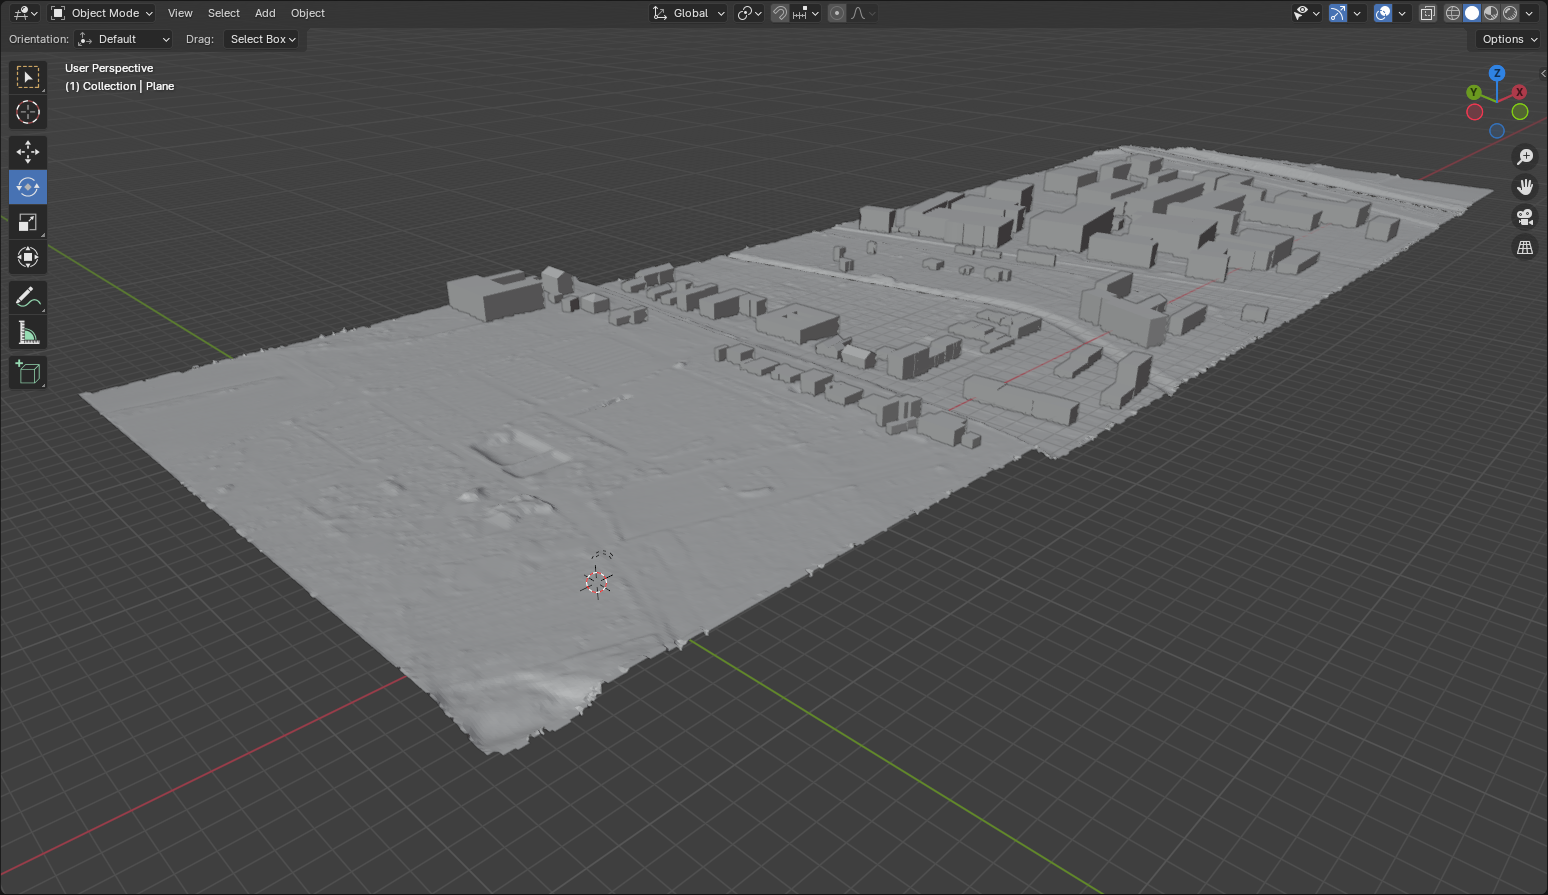 Object Mode View Select Add Object Global
Orientation: Default Drag: Select Box Options
User Perspective
(1) Collection | Plane
Z
Y X